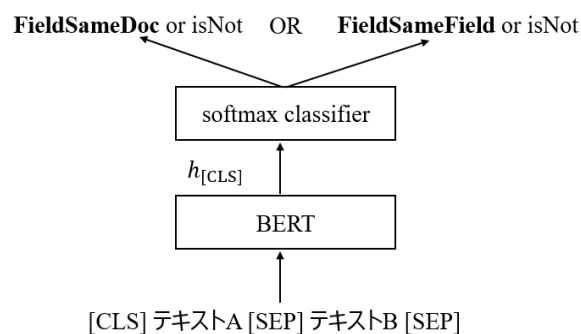 FieldSameDoc or isNot OR FieldSameField or isNot
softmax classifier
h[CLS]
BERT
[CLS] テキストA [SEP] テキストB [SEP]